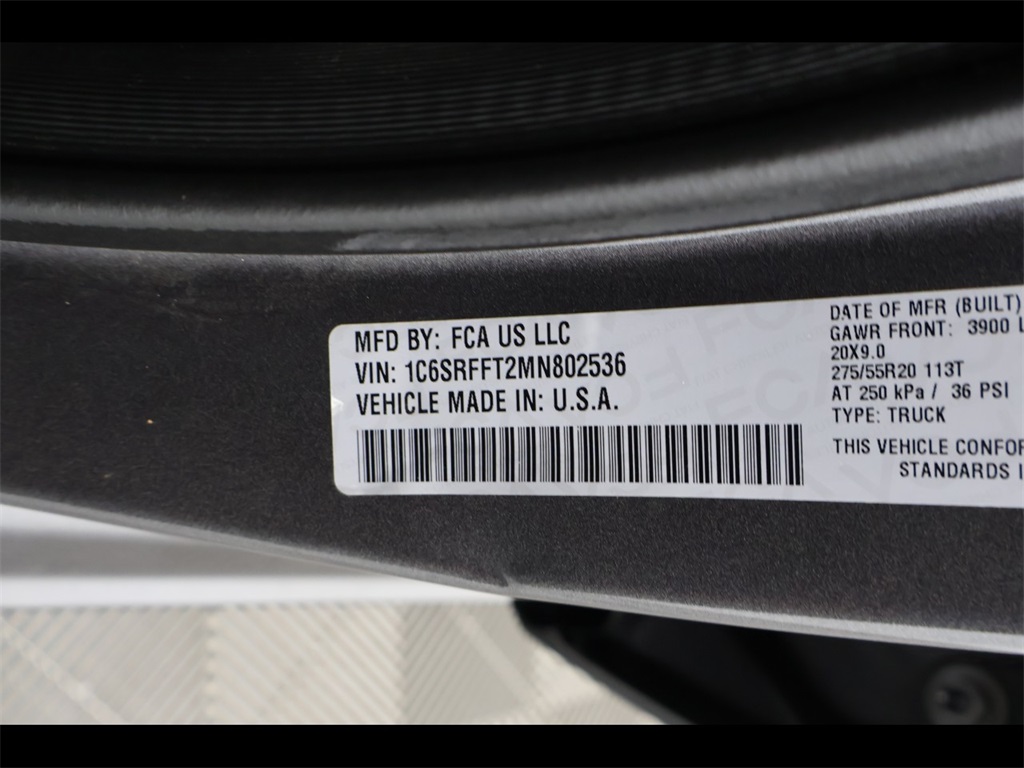 MFD BY: FCA US LLC
VIN: 1C6SRFFT2MN802536
VEHICLE MADE IN: U.S.A.
DATE OF MFR (BUILT)
GAWR FRONT: 3900 L
20X9.0
275/55R20 113T
AT 250 kPa / 36 PSI
TYPE: TRUCK
THIS VEHICLE CONFOR
STANDARDS I